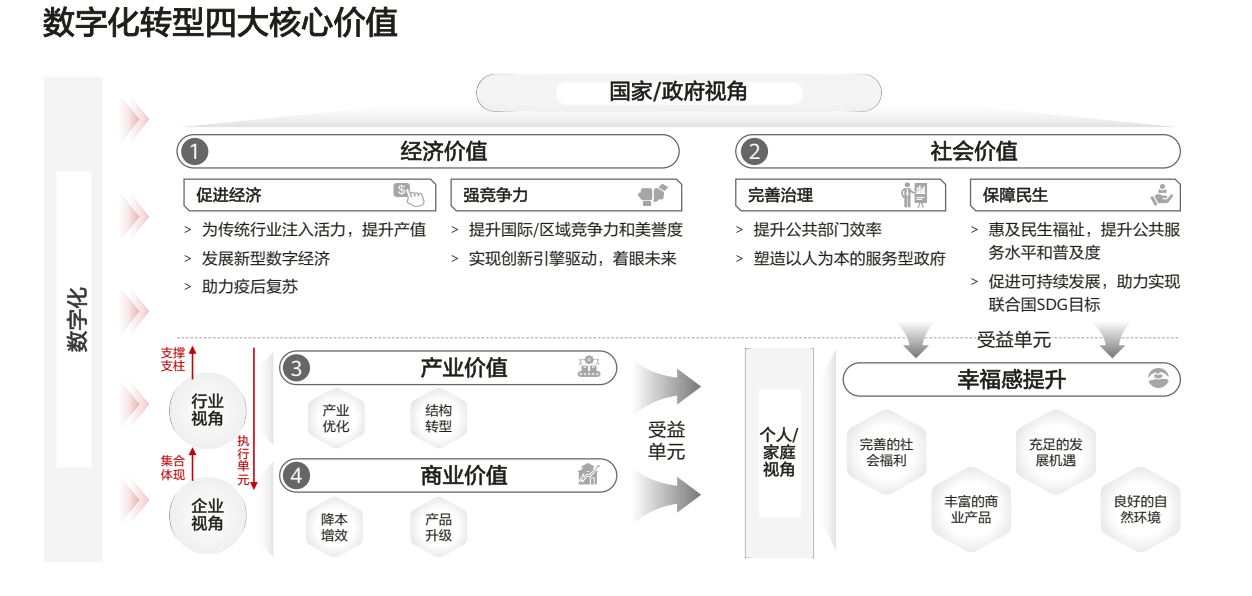 数字化转型四大核心价值
数字化
国家/政府视角
1 经济价值
促进经济
> 为传统行业注入活力，提升产值
> 发展新型数字经济
> 助力疫后复苏
强竞争力
> 提升国际/区域竞争力和美誉度
> 实现创新引擎驱动，着眼未来
2 社会价值
完善治理
> 提升公共部门效率
> 塑造以人为本的服务型政府
保障民生
> 惠及民生福祉，提升公共服
务水平和普及度
> 促进可持续发展，助力实现
联合国SDG目标
支撑
支柱
行业
视角
集合
体现
企业
视角
执
行
单
元
3 产业价值
产业
优化
结构
转型
4 商业价值
降本
增效
产品
升级
受益
单元
个人/
家庭
视角
受益单元
幸福感提升
完善的社
会福利
丰富的商
业产品
充足的发
展机遇
良好的自
然环境